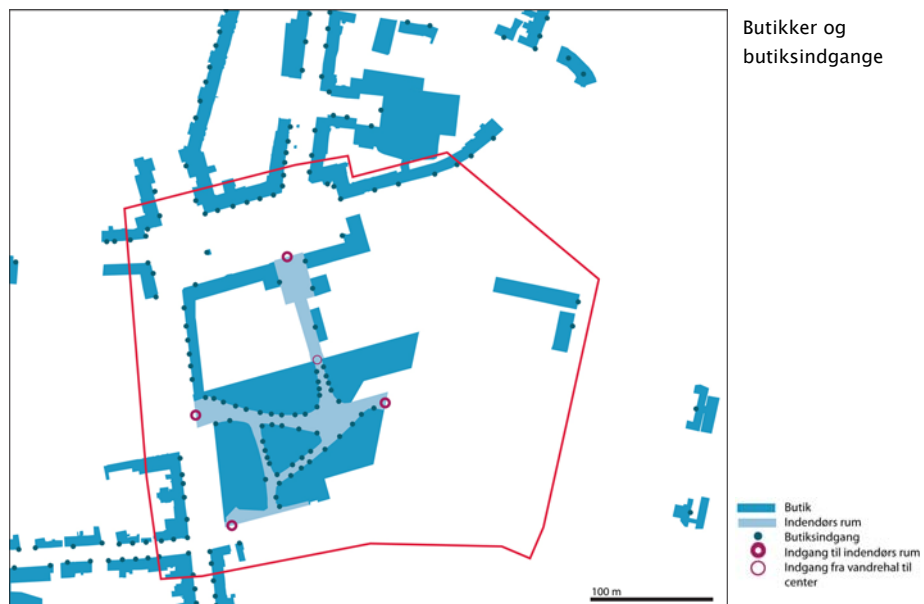 Butikker og
butiksindgange
Butik
Indendørs rum
Butiksindgang
Indgang til indendørs rum
Indgang fra vandrehal til
center
100 m